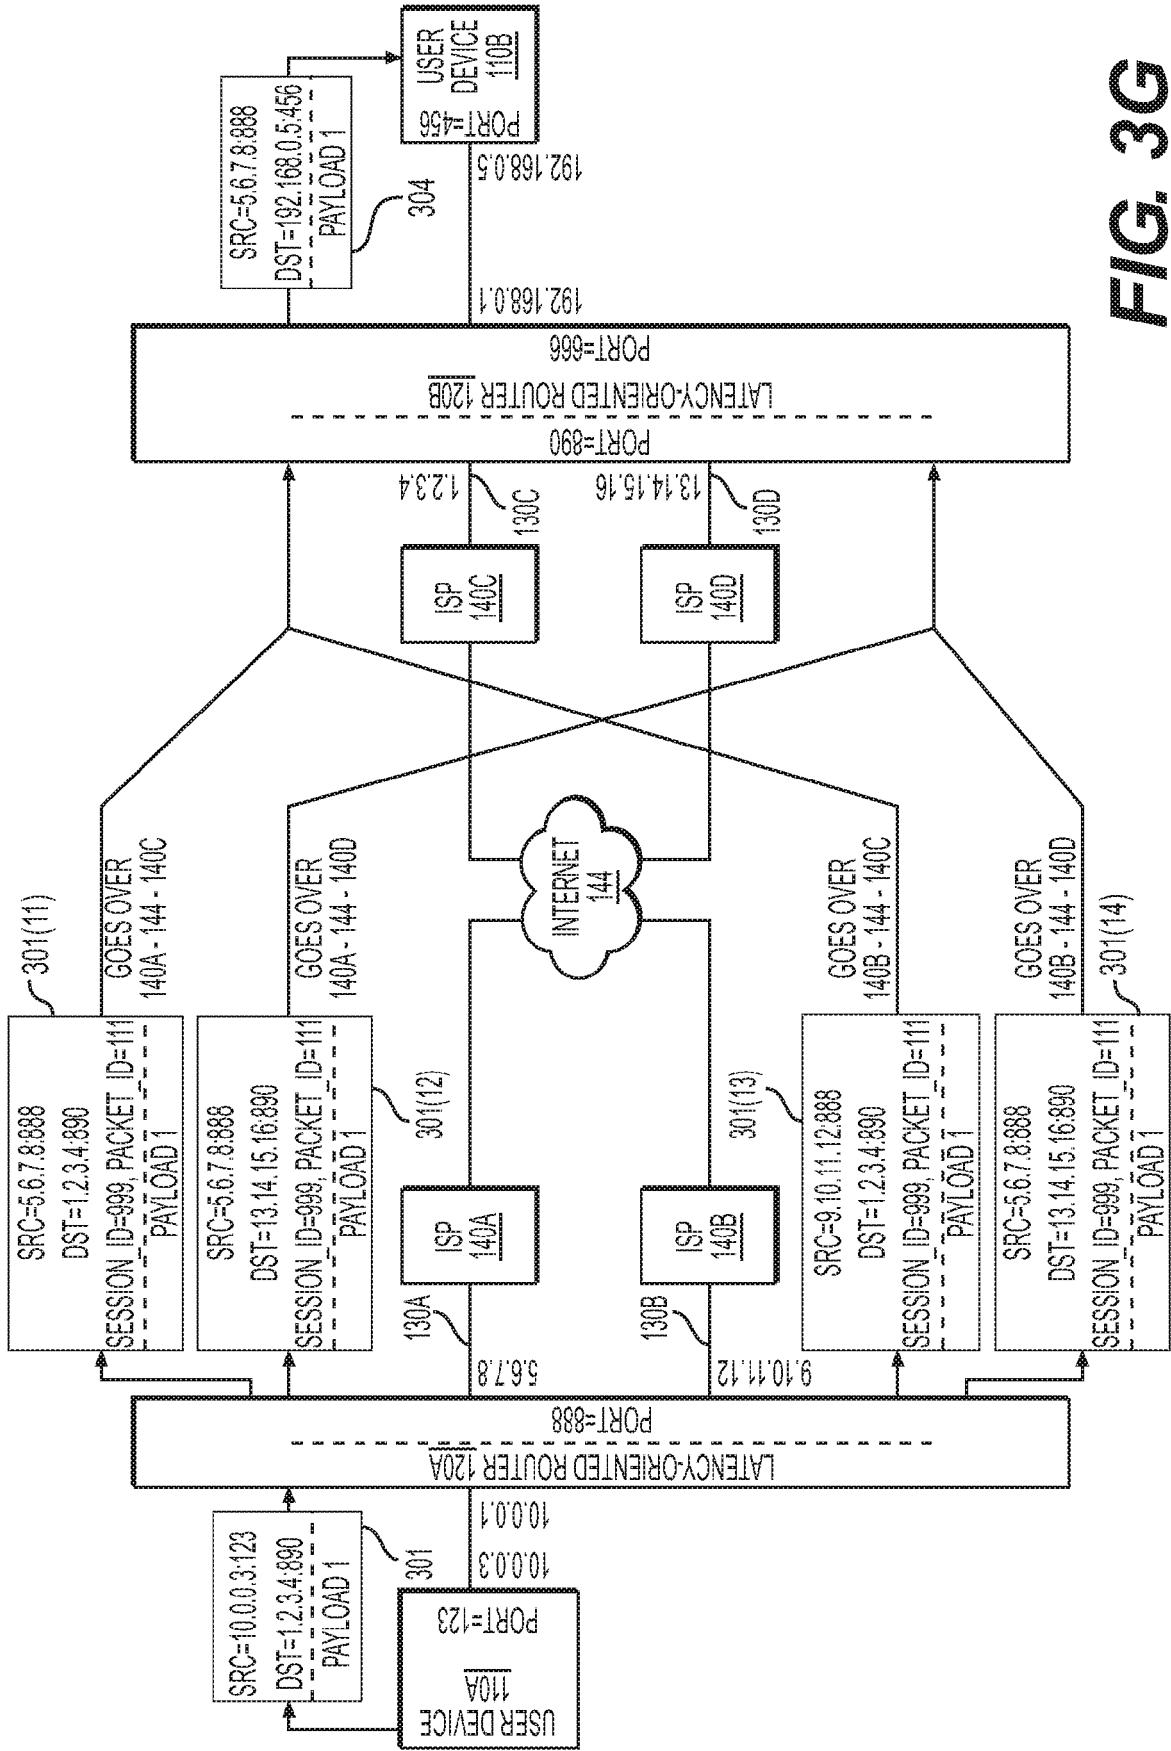 SRC=10.0.0.3:123
DST=1.2.3.4:890
PAYLOAD 1
301
USER DEVICE
110A
PORT=123
10.0.0.3
10.0.0.1
LATENCY-ORIENTED ROUTER 120A
PORT=888
5.6.7.8
9.10.11.12
130A
130B
SRC=5.6.7.8:888
DST=1.2.3.4:890
SESSION_ID=999, PACKET_ID=111
PAYLOAD 1
301(11)
GOES OVER
140A - 144 - 140C
SRC=5.6.7.8:888
DST=13.14.15.16:890
SESSION_ID=999, PACKET_ID=111
PAYLOAD 1
301(12)
GOES OVER
140A - 144 - 140D
ISP
140A
ISP
140B
SRC=9.10.11.12:888
DST=1.2.3.4:890
SESSION_ID=999, PACKET_ID=111
PAYLOAD 1
301(13)
GOES OVER
140B - 144 - 140C
SRC=5.6.7.8:888
DST=13.14.15.16:890
SESSION_ID=999, PACKET_ID=111
PAYLOAD 1
301(14)
GOES OVER
140B - 144 - 140D
INTERNET
144
ISP
140C
ISP
140D
130C
130D
1.2.3.4
13.14.15.16
PORT=890
LATENCY-ORIENTED ROUTER 120B
PORT=666
192.168.0.1
192.168.0.5
SRC=5.6.7.8:888
DST=192.168.0.5:456
PAYLOAD 1
304
PORT=456
USER
DEVICE
110B
FIG. 3G